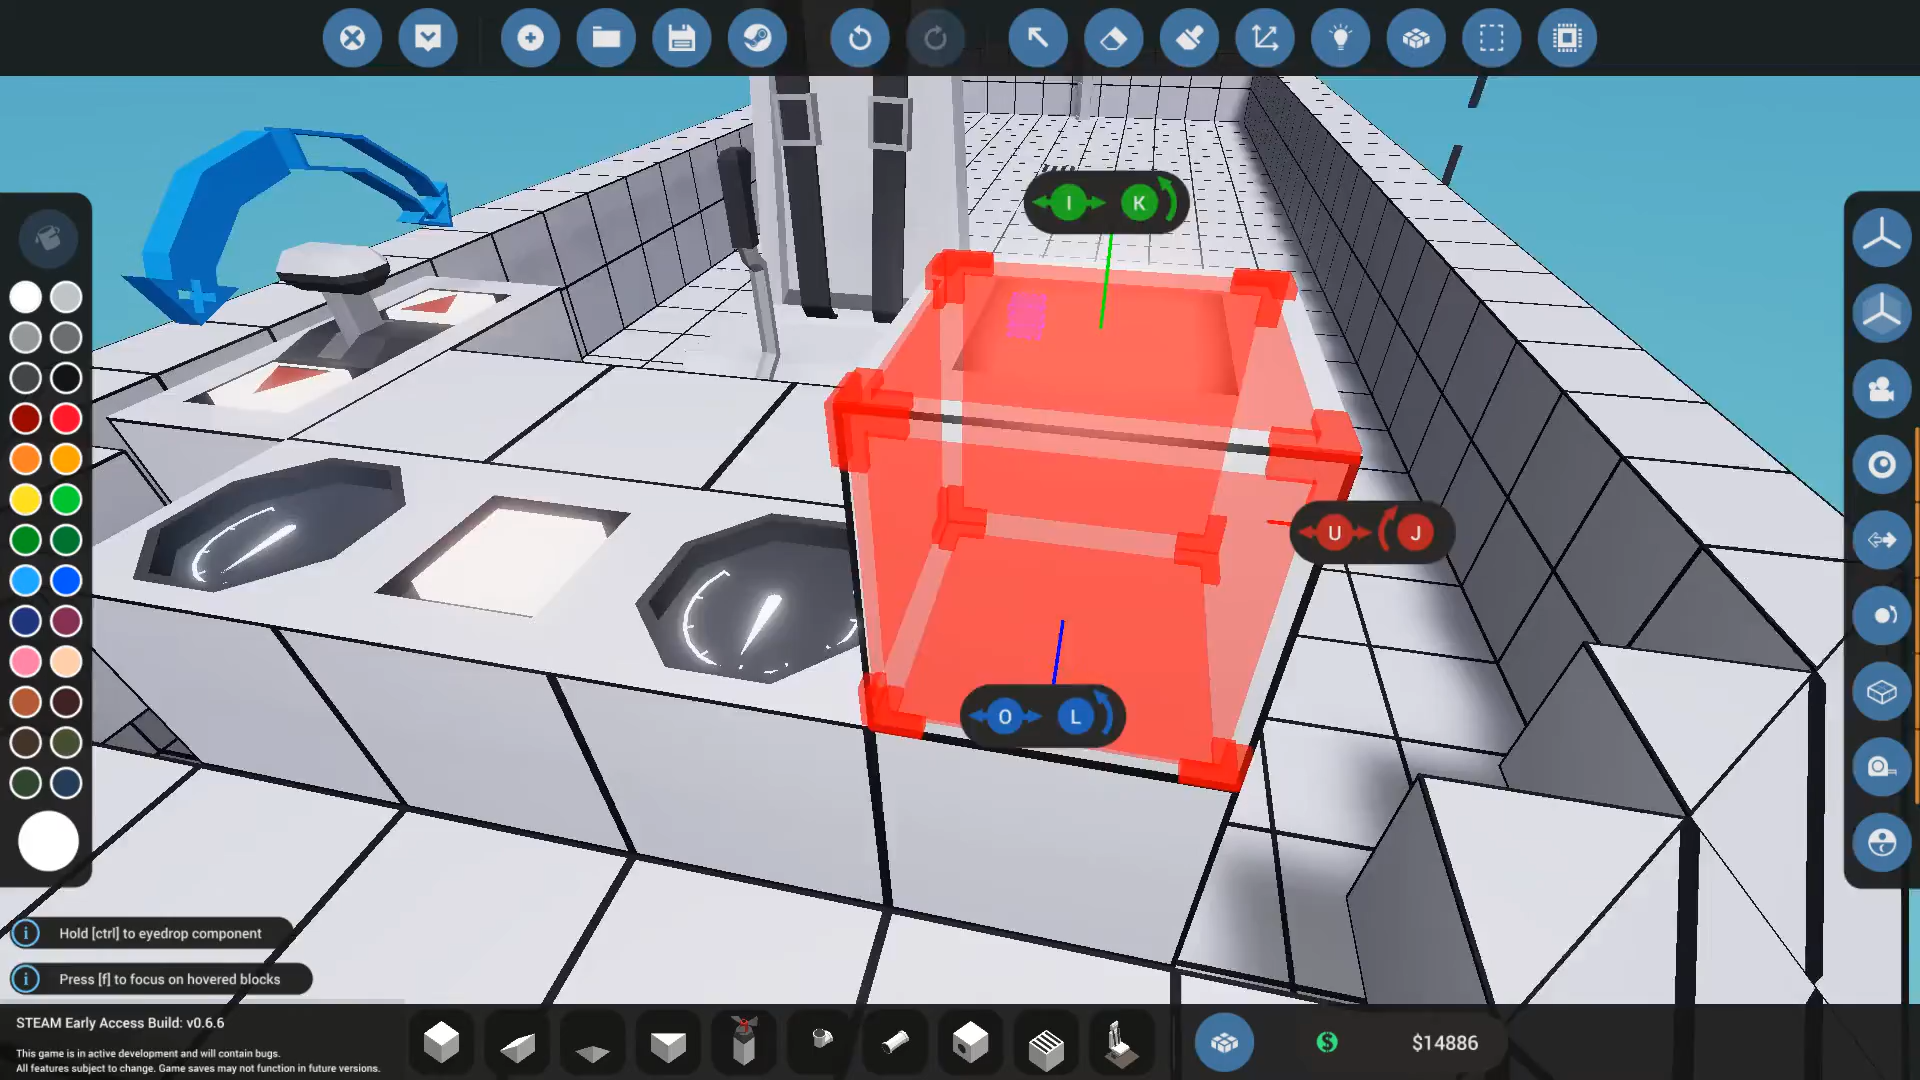 I K
U J
O L
Hold [ctrl] to eyedrop component
Press [f] to focus on hovered blocks
STEAM Early Access Build: v0.6.6
This game is in active development and will contain bugs.
All features subject to change. Game saves may not function in future versions.
$14886